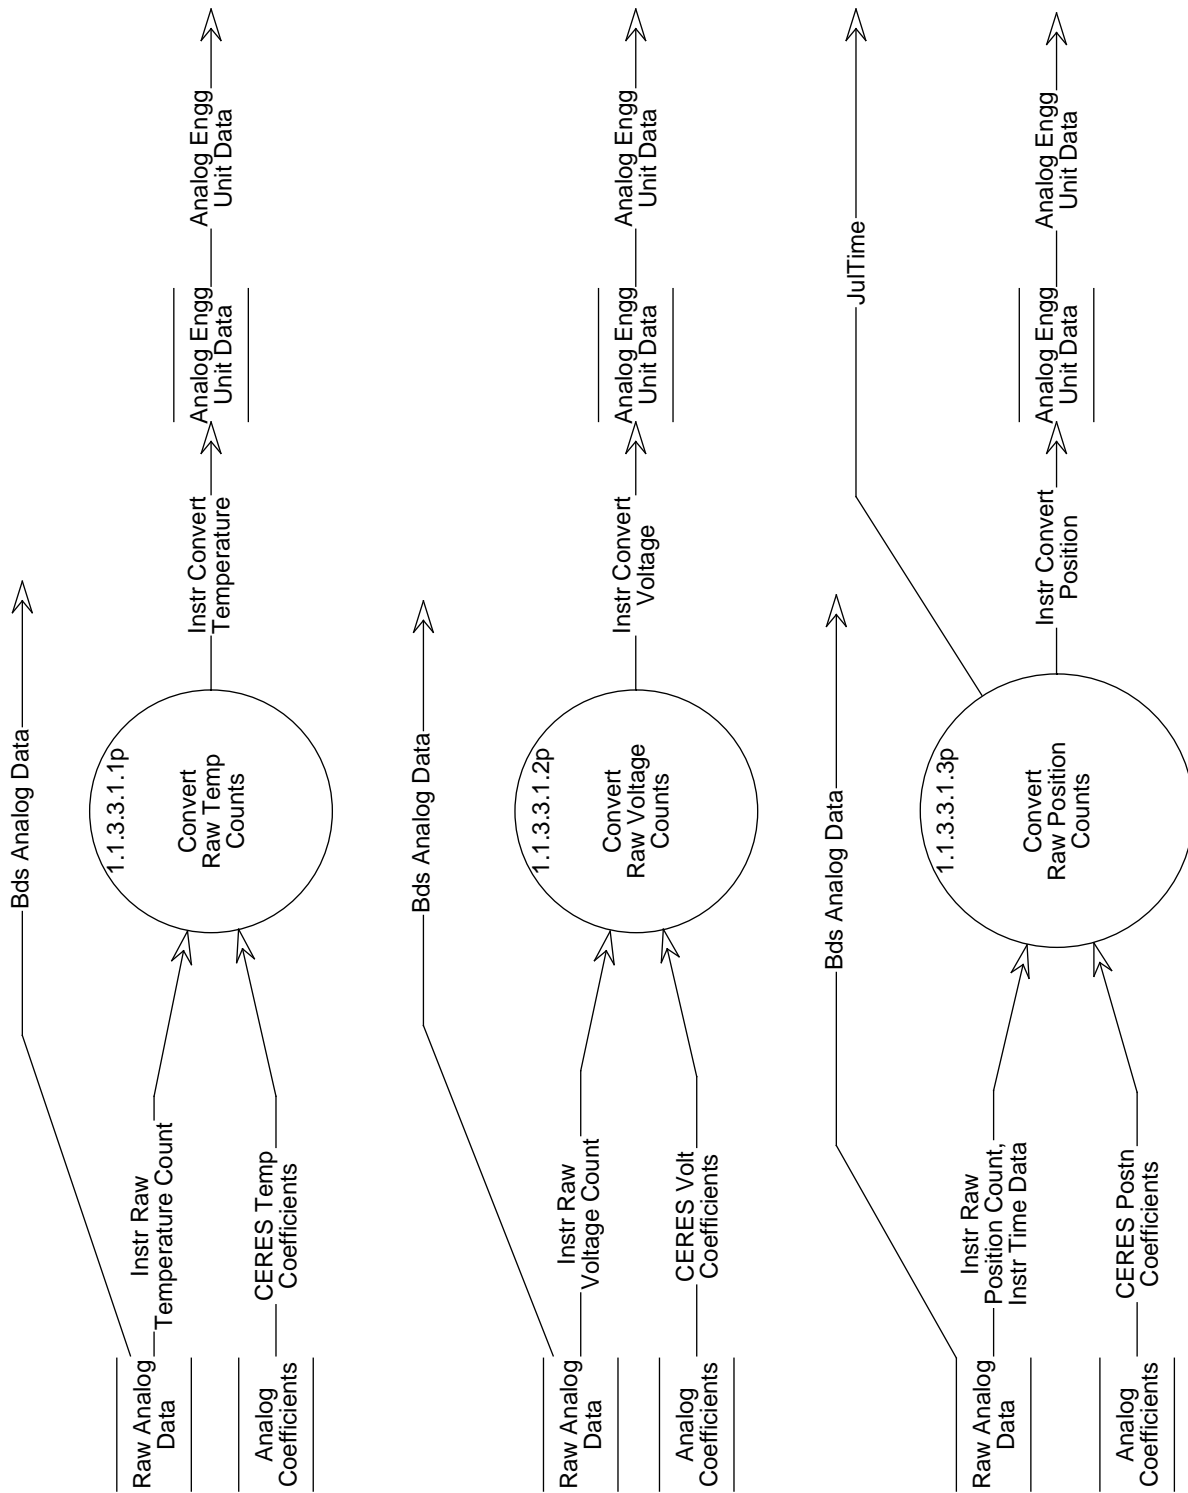 Bds Analog Data
Raw Analog
Data
Instr Raw
Temperature Count
Analog
Coefficients
CERES Temp
Coefficients
1.1.3.3.1.1p
Convert
Raw Temp
Counts
Instr Convert
Temperature
Analog Engg
Unit Data
Analog Engg
Unit Data
Bds Analog Data
Raw Analog
Data
Instr Raw
Voltage Count
Analog
Coefficients
CERES Volt
Coefficients
1.1.3.3.1.2p
Convert
Raw Voltage
Counts
Instr Convert
Voltage
Analog Engg
Unit Data
Analog Engg
Unit Data
Bds Analog Data
JulTime
Raw Analog
Data
Instr Raw
Position Count,
Instr Time Data
Analog
Coefficients
CERES Postn
Coefficients
1.1.3.3.1.3p
Convert
Raw Position
Counts
Instr Convert
Position
Analog Engg
Unit Data
Analog Engg
Unit Data